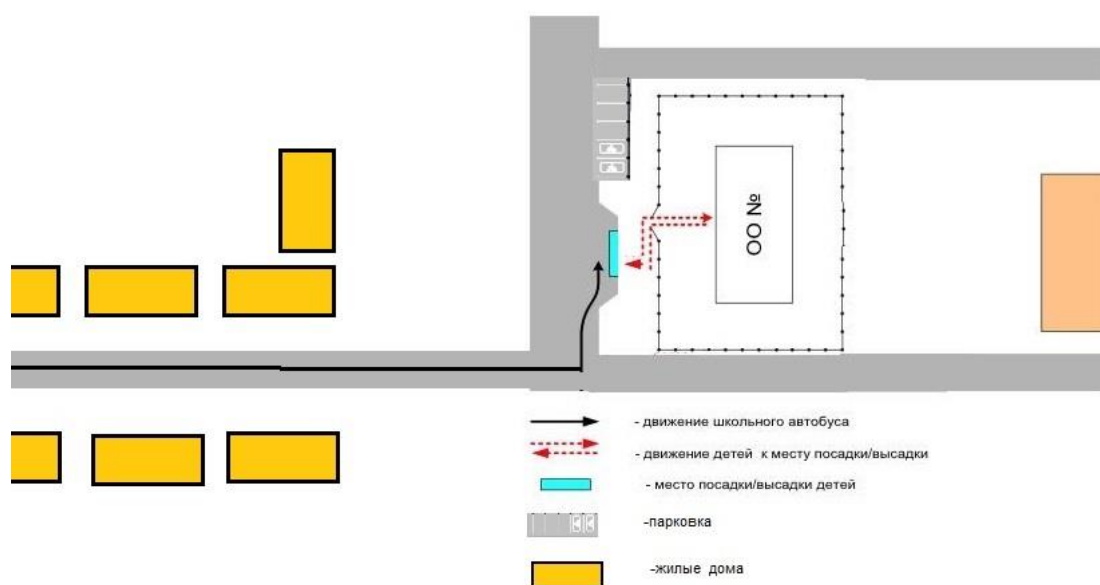 ОО №
- движение школьного автобуса
- движение детей к месту посадки/высадки
- место посадки/высадки детей
-парковка
-жилые дома